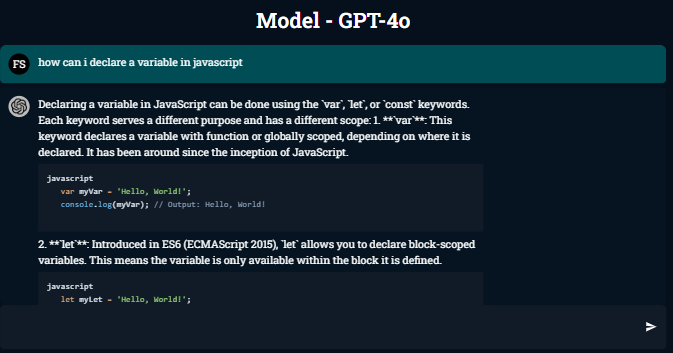 Model - GPT-4o
FS how can i declare a variable in javascript
Declaring a variable in JavaScript can be done using the `var`, `let`, or `const` keywords.
Each keyword serves a different purpose and has a different scope: 1. **`var`**: This
keyword declares a variable with function or globally scoped, depending on where it is
declared. It has been around since the inception of JavaScript.
javascript
var myVar = 'Hello, World!';
console.log(myVar); // Output: Hello, World!
2. **`let`**: Introduced in ES6 (ECMAScript 2015), `let` allows you to declare block-scoped
variables. This means the variable is only available within the block it is defined.
javascript
let myLet = 'Hello, World!';